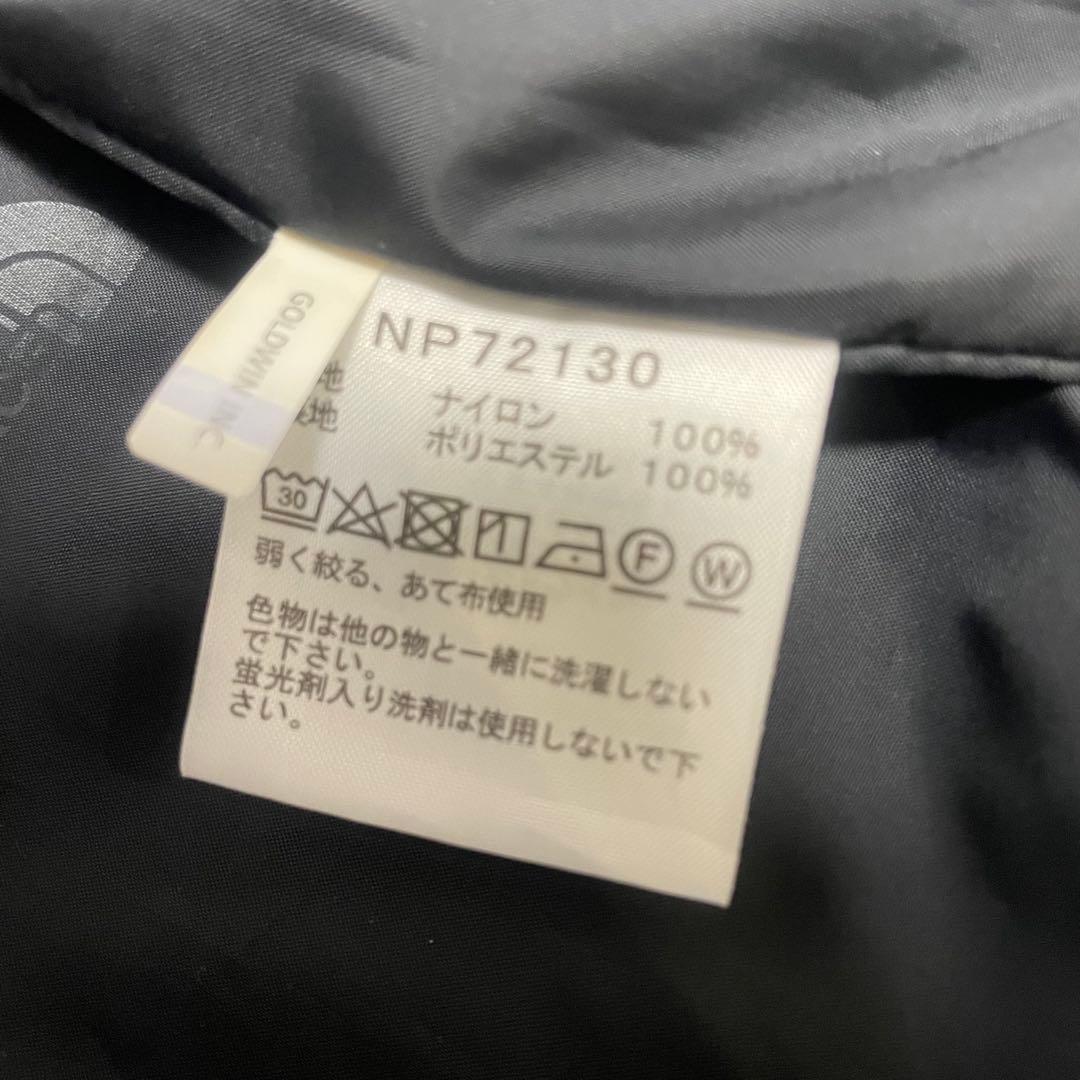 GOLDWIN INC
NP72130
地 ナイロン 100%
地 ポリエステル 100%
30
F
W
弱く絞る、あて布使用
色物は他の物と一緒に洗濯しない
で下さい。
蛍光剤入り洗剤は使用しないで下
さい。